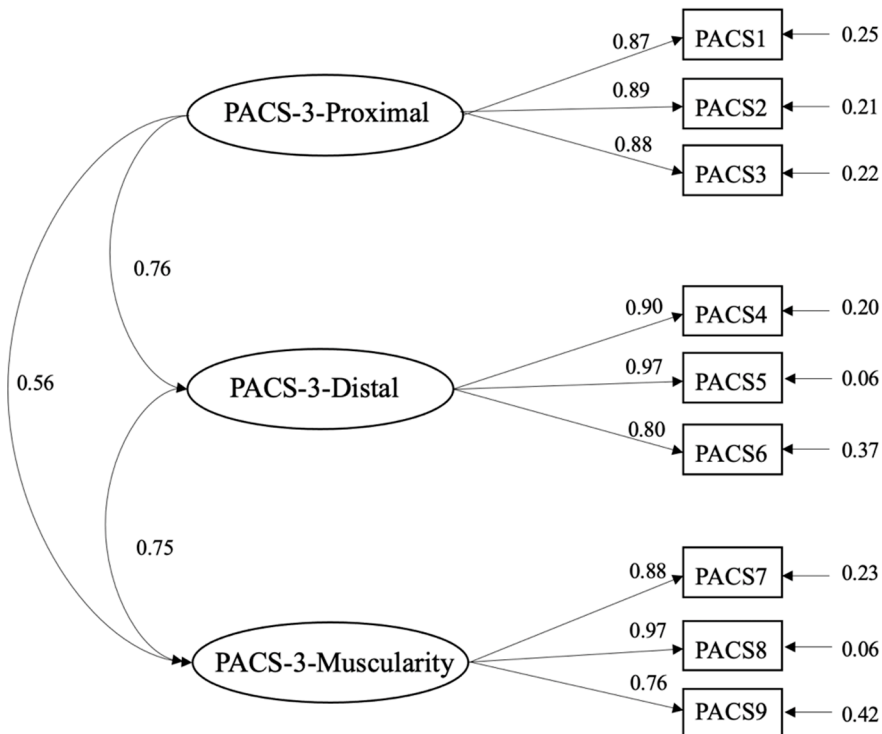 0.87 PACS1 0.25
PACS-3-Proximal 0.89 PACS2 0.21
0.88 PACS3 0.22
0.76
0.90 PACS4 0.20
0.56 PACS-3-Distal 0.97 PACS5 0.06
0.80 PACS6 0.37
0.75
0.88 PACS7 0.23
PACS-3-Muscularity 0.97 PACS8 0.06
0.76 PACS9 0.42